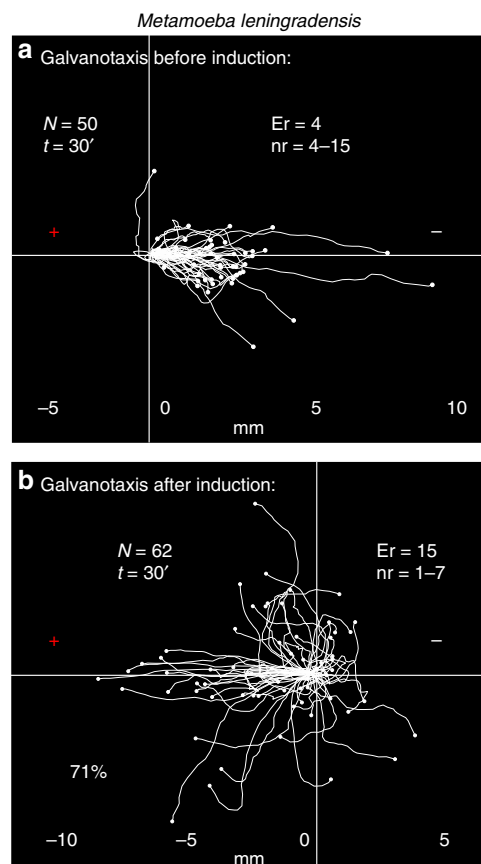 Metamoeba leningradensis
a Galvanotaxis before induction:
N = 50
t = 30′
Er = 4
nr = 4–15
+
–
–5 0 5 10
mm
b Galvanotaxis after induction:
N = 62
t = 30′
Er = 15
nr = 1–7
+
–
71%
–10 –5 0 5
mm